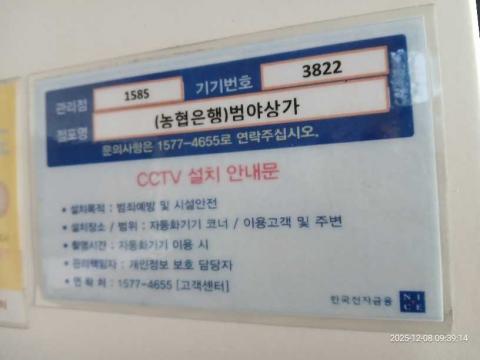 관리점 1585 기기번호 3822
점포명 (농협은행)범야상가
문의사항은 1577-4655로 연락주십시오.
CCTV 설치 안내문
• 설치목적 : 범죄예방 및 시설안전
• 설치장소 / 범위 : 자동화기기 코너 / 이용고객 및 주변
• 촬영시간 : 자동화기기 이용 시
• 관리책임자 : 개인정보 보호 담당자
• 연 락 처 : 1577-4655 [고객센터]
한국전자금융 NICE
2025-12-08 09:39:14